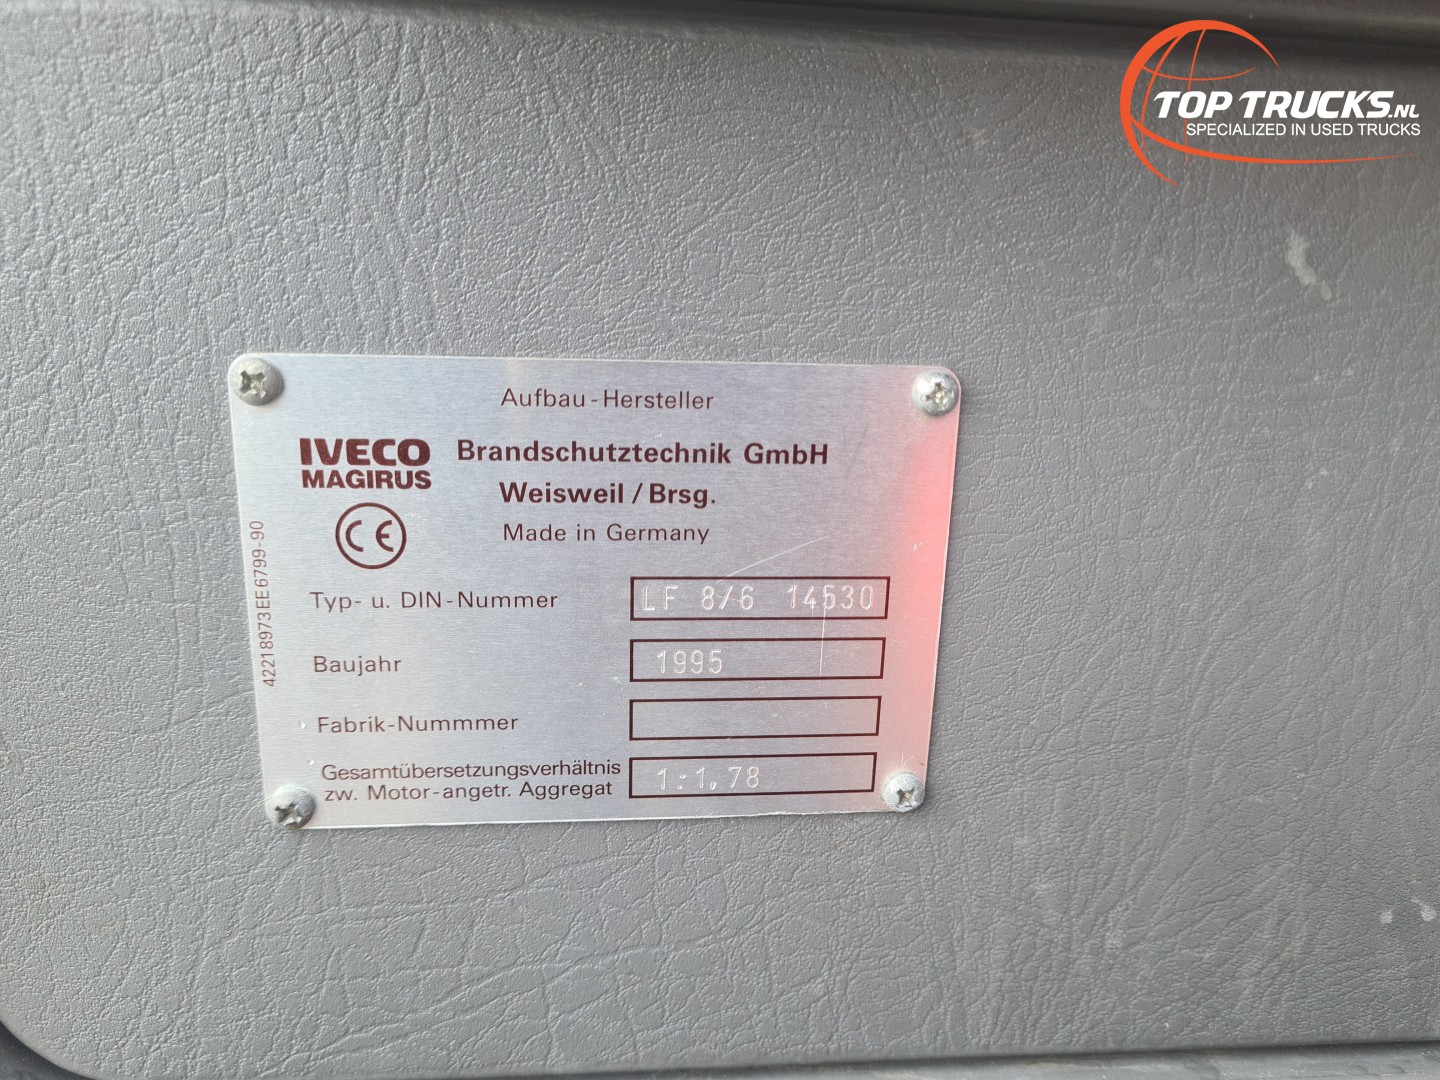 TOP TRUCKS.NL
SPECIALIZED IN USED TRUCKS
Aufbau-Hersteller
IVECO
MAGIRUS
Brandschutztechnik GmbH
Weisweil / Brsg.
Made in Germany
CE
42218973EE6799-90
Typ- u. DIN-Nummer LF 8/6 14530
Baujahr 1995
Fabrik-Nummmer
Gesamtübersetzungsverhältnis
zw. Motor-angetr. Aggregat 1:1,78